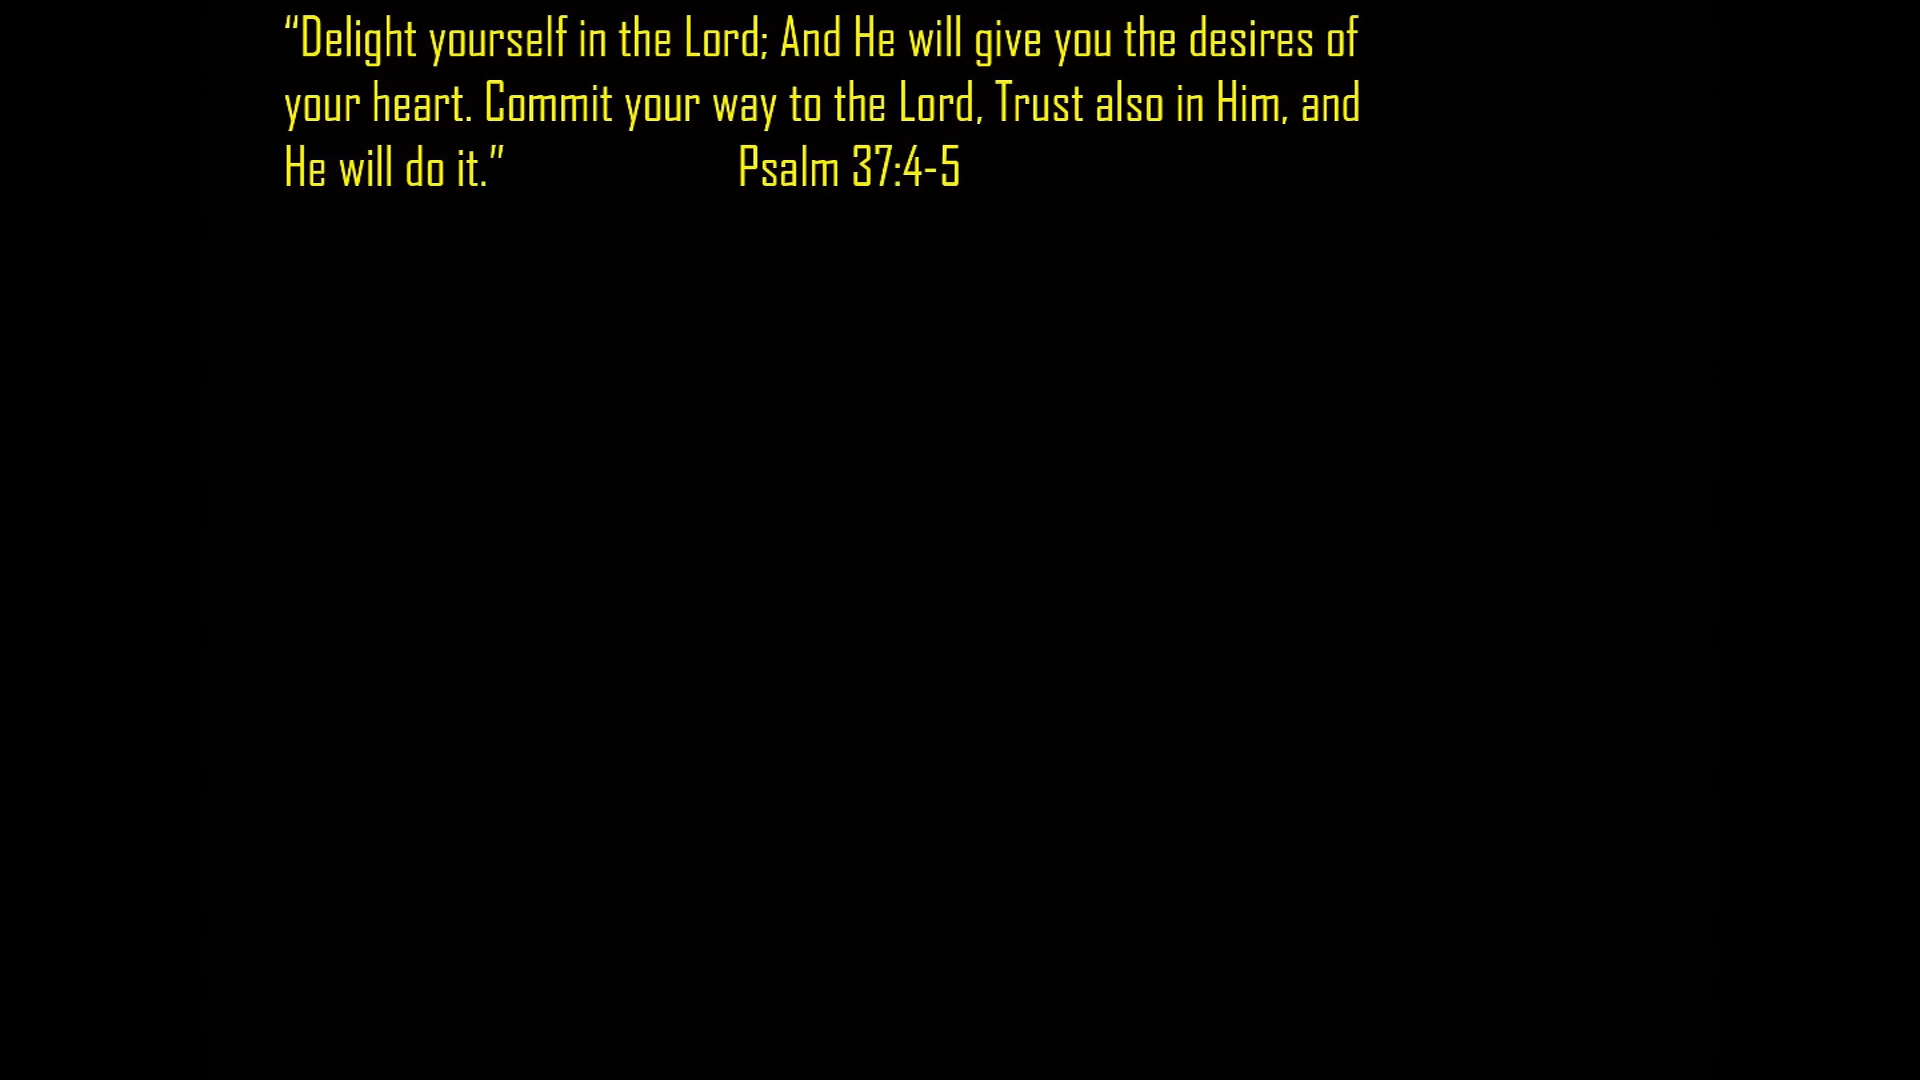 “Delight yourself in the Lord; And He will give you the desires of
your heart. Commit your way to the Lord, Trust also in Him, and
He will do it.” Psalm 37:4-5